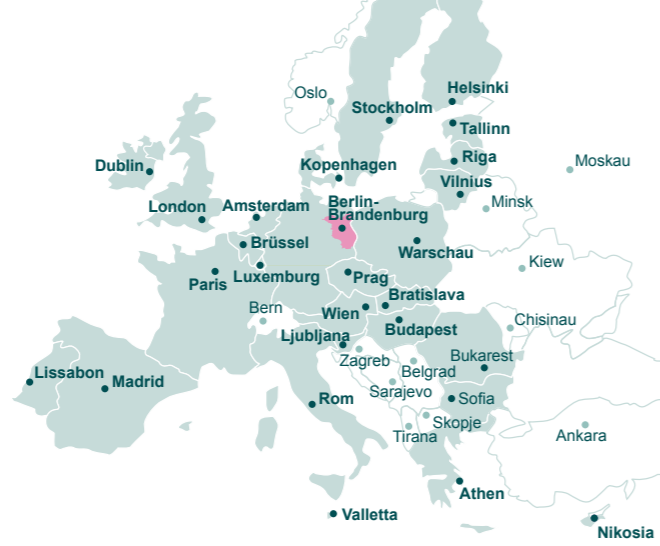 Helsinki
Oslo
Stockholm
Tallinn
Riga
Moskau
Dublin
Kopenhagen
Vilnius
Minsk
London
Amsterdam
Berlin-
Brandenburg
Brüssel
Warschau
Kiew
Paris
Luxemburg
Prag
Bern
Wien
Bratislava
Chisinau
Ljubljana
Budapest
Zagreb
Belgrad
Bukarest
Lissabon
Madrid
Sarajevo
Rom
Sofia
Skopje
Tirana
Ankara
Athen
Valletta
Nikosia